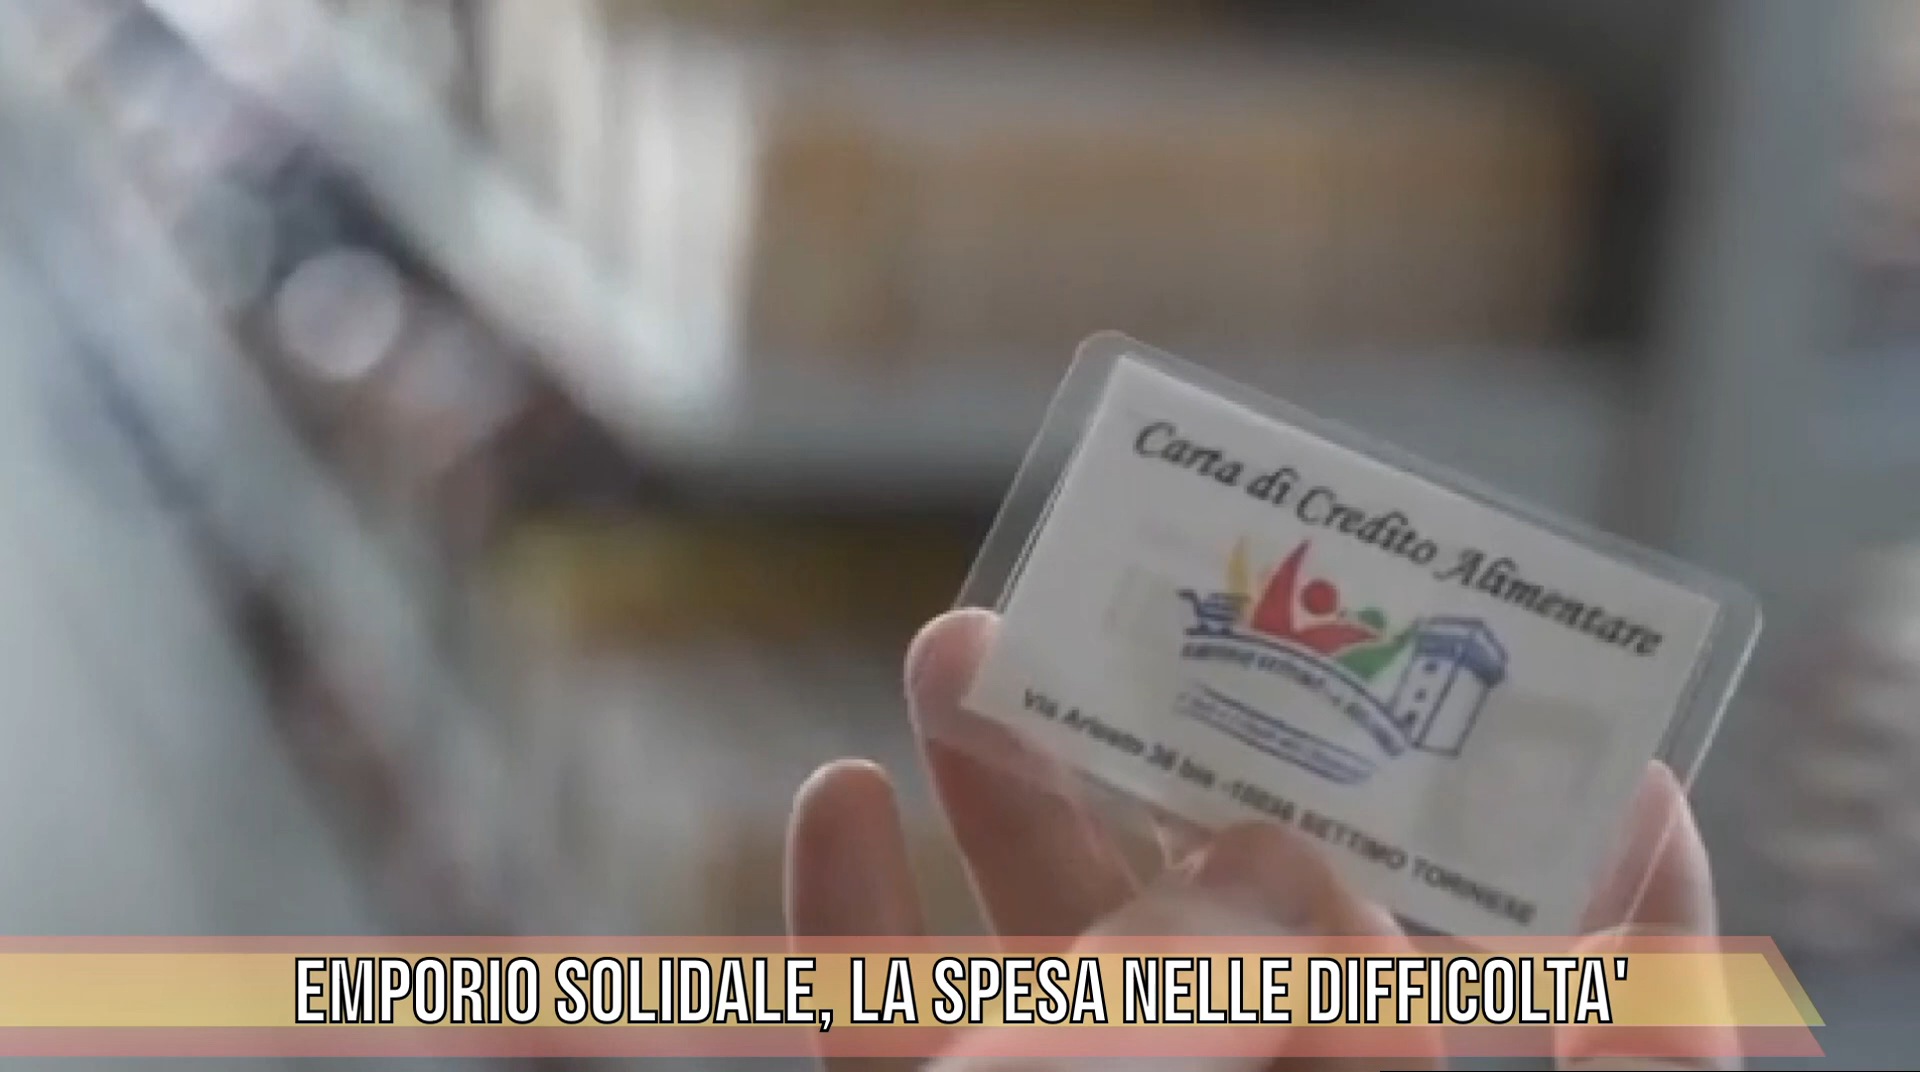 Carta di Credito Alimentare
Via Ariosto 36 bis - 10036 SETTIMO TORINESE
EMPORIO SOLIDALE, LA SPESA NELLE DIFFICOLTA'